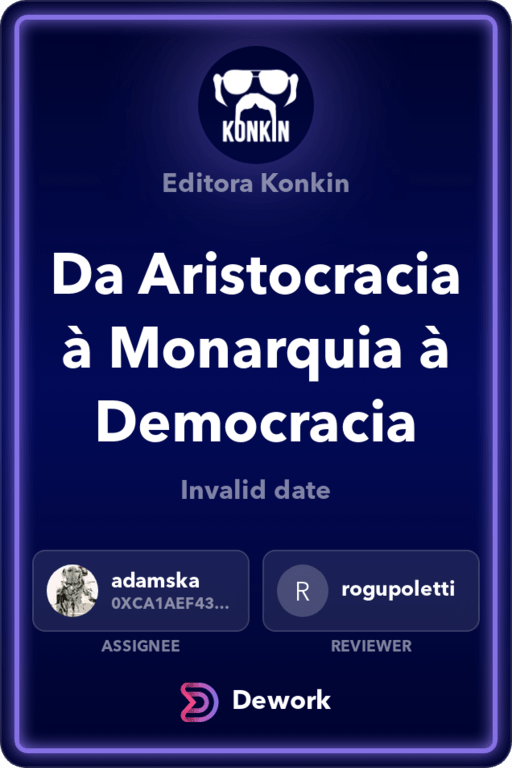 KONKIN
Editora Konkin
Da Aristocracia
à Monarquia à
Democracia
Invalid date
adamska
0XCA1AEF43...
R
rogupoletti
ASSIGNEE
REVIEWER
Dework